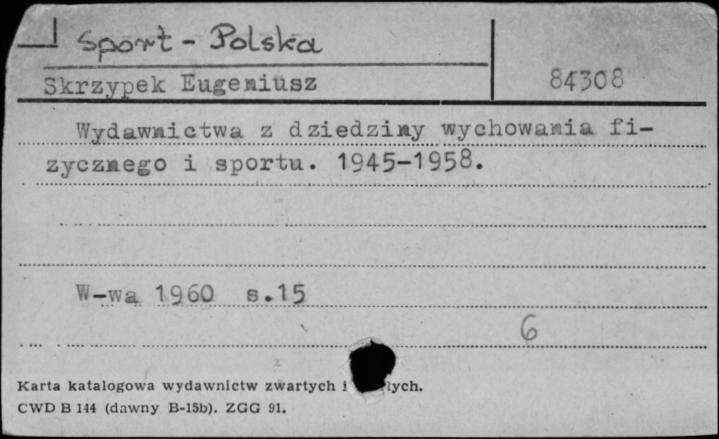 Sport - Polska
Skrzypek Eugeniusz 84308
Wydawnictwa z dziedziny wychowania fi-
zycznego i sportu. 1945-1958.
W-wa 1960 s.15
6
Karta katalogowa wydawnictw zwartych i
CWD B 144 (dawny B-15b). ZGG 91.